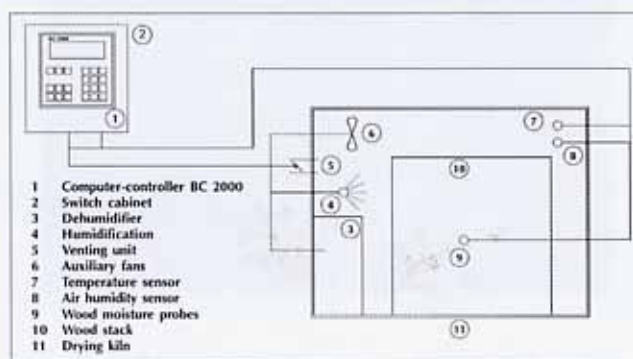 BC 2000
2
1
6
7
8
5
10
4
3
9
11
1 Computer-controller BC 2000
2 Switch cabinet
3 Dehumidifier
4 Humidification
5 Venting unit
6 Auxiliary fans
7 Temperature sensor
8 Air humidity sensor
9 Wood moisture probes
10 Wood stack
11 Drying kiln